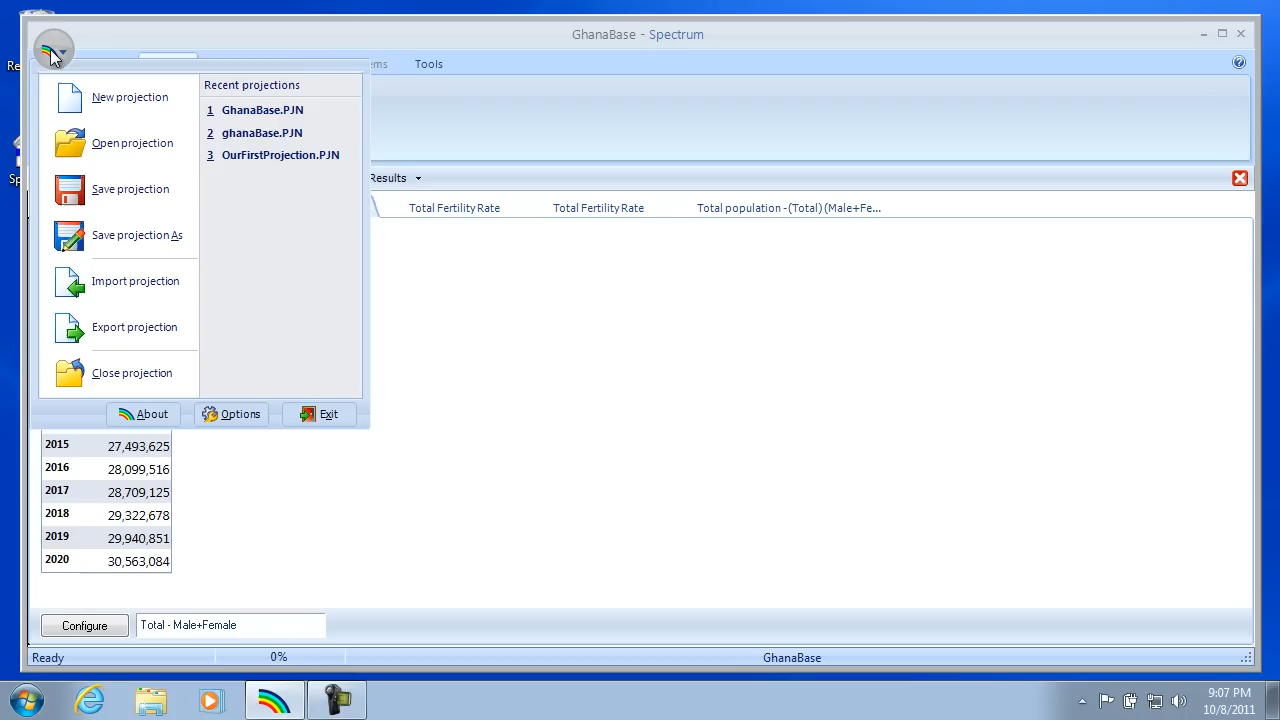 Re
Sp
GhanaBase - Spectrum
ms
Tools
New projection
Open projection
Save projection
Save projection As
Import projection
Export projection
Close projection
Recent projections
1 GhanaBase.PJN
2 ghanaBase.PJN
3 OurFirstProjection.PJN
About
Options
Exit
Results
Total Fertility Rate
Total Fertility Rate
Total population -(Total) (Male+Fe...
2015 27,493,625
2016 28,099,516
2017 28,709,125
2018 29,322,678
2019 29,940,851
2020 30,563,084
Configure
Total - Male+Female
Ready
0%
GhanaBase
9:07 PM
10/8/2011